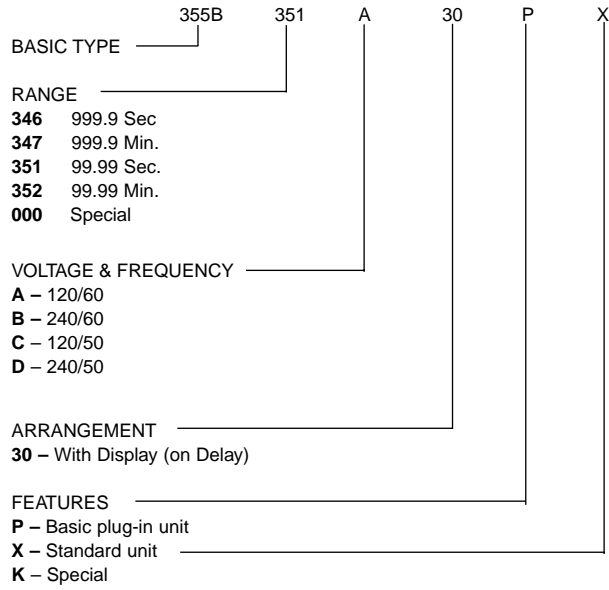 355B 351 A 30 P X
BASIC TYPE
RANGE
346 999.9 Sec
347 999.9 Min.
351 99.99 Sec.
352 99.99 Min.
000 Special
VOLTAGE & FREQUENCY
A – 120/60
B – 240/60
C – 120/50
D – 240/50
ARRANGEMENT
30 – With Display (on Delay)
FEATURES
P – Basic plug-in unit
X – Standard unit
K – Special